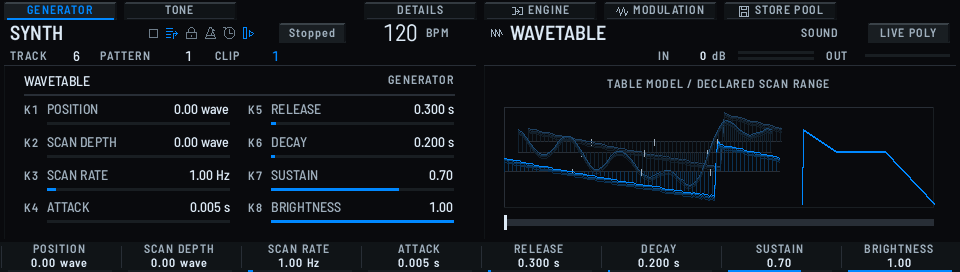 GENERATOR TONE DETAILS ENGINE MODULATION STORE POOL
SYNTH Stopped 120 BPM WAVETABLE SOUND LIVE POLY
TRACK 6 PATTERN 1 CLIP 1 IN 0 dB OUT
WAVETABLE GENERATOR
TABLE MODEL / DECLARED SCAN RANGE
K1 POSITION 0.00 wave K5 RELEASE 0.300 s
K2 SCAN DEPTH 0.00 wave K6 DECAY 0.200 s
K3 SCAN RATE 1.00 Hz K7 SUSTAIN 0.70
K4 ATTACK 0.005 s K8 BRIGHTNESS 1.00
POSITION SCAN DEPTH SCAN RATE ATTACK RELEASE DECAY SUSTAIN BRIGHTNESS
0.00 wave 0.00 wave 1.00 Hz 0.005 s 0.300 s 0.200 s 0.70 1.00